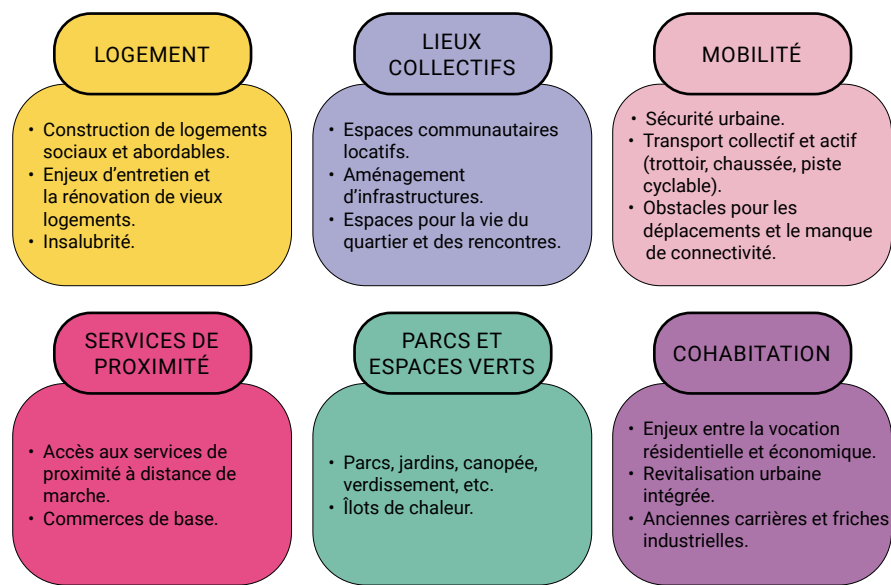 LOGEMENT
• Construction de logements
sociaux et abordables.
• Enjeux d'entretien et
la rénovation de vieux
logements.
• Insalubrité.
LIEUX
COLLECTIFS
• Espaces communautaires
locatifs.
• Aménagement
d'infrastructures.
• Espaces pour la vie du
quartier et des rencontres.
MOBILITÉ
• Sécurité urbaine.
• Transport collectif et actif
(trottoir, chaussée, piste
cyclable).
• Obstacles pour les
déplacements et le manque
de connectivité.
SERVICES DE
PROXIMITÉ
• Accès aux services de
proximité à distance de
marche.
• Commerces de base.
PARCS ET
ESPACES VERTS
• Parcs, jardins, canopée,
verdissement, etc.
• Îlots de chaleur.
COHABITATION
• Enjeux entre la vocation
résidentielle et économique.
• Revitalisation urbaine
intégrée.
• Anciennes carrières et friches
industrielles.